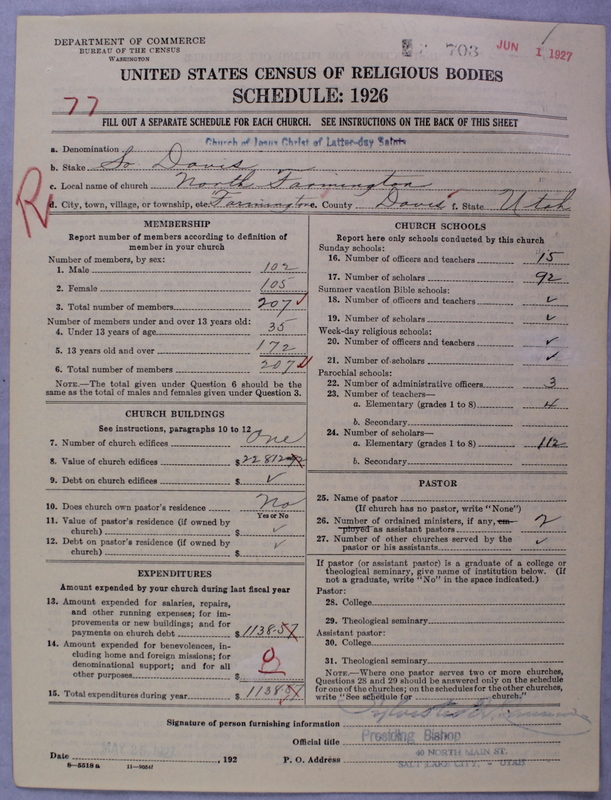 DEPARTMENT OF COMMERCE
BUREAU OF THE CENSUS
WASHINGTON
703
JUN 1 1927
UNITED STATES CENSUS OF RELIGIOUS BODIES
SCHEDULE: 1926
77
FILL OUT A SEPARATE SCHEDULE FOR EACH CHURCH. SEE INSTRUCTIONS ON THE BACK OF THIS SHEET
a. Denomination Church of Jesus Christ of Latter-day Saints
b. Stake So Davis
c. Local name of church North Farmington
d. City, town, village, or township, etc. Farmington e. County Davis f. State Utah
R
MEMBERSHIP
Report number of members according to definition of
member in your church
Number of members, by sex:
1. Male 102
2. Female 105
3. Total number of members 207
Number of members under and over 13 years old:
4. Under 13 years of age 35
5. 13 years old and over 172
6. Total number of members 207
NOTE.—The total given under Question 6 should be
same as the total of males and females given under Question 3.
CHURCH BUILDINGS
See instructions, paragraphs 10 to 12
7. Number of church edifices One
8. Value of church edifices $22812
9. Debt on church edifices $ ✓
10. Does church own pastor's residence No
Yes or No
11. Value of pastor's residence (if owned by
church) $ ✓
12. Debt on pastor's residence (if owned by
church) $ ✓
EXPENDITURES
Amount expended by your church during last fiscal year
13. Amount expended for salaries, repairs,
and other running expenses; for im-
provements or new buildings; and for
payments on church debt $1138.57
14. Amount expended for benevolences, in-
cluding home and foreign missions; for
denominational support; and for all
other purposes $ 0
15. Total expenditures during year $1138.57
CHURCH SCHOOLS
Report here only schools conducted by this church
Sunday schools:
16. Number of officers and teachers 15
17. Number of scholars 92
Summer vacation Bible schools:
18. Number of officers and teachers ✓
19. Number of scholars ✓
Week-day religious schools:
20. Number of officers and teachers ✓
21. Number of scholars ✓
Parochial schools:
22. Number of administrative officers 3
23. Number of teachers—
a. Elementary (grades 1 to 8) 4
b. Secondary
24. Number of scholars—
a. Elementary (grades 1 to 8) 112
b. Secondary
PASTOR
25. Name of pastor
(If church has no pastor, write "None")
26. Number of ordained ministers, if any, em-
ployed as assistant pastors 2
27. Number of other churches served by the
pastor or his assistants ✓
If pastor (or assistant pastor) is a graduate of a college or
theological seminary, give name of institution below. (If
not a graduate, write "No" in the space indicated.)
Pastor:
28. College
29. Theological seminary
Assistant pastor:
30. College
31. Theological seminary
NOTE.—Where one pastor serves two or more churches,
Questions 28 and 29 should be answered only on the schedule
for one of the churches; on the schedules for the other churches,
write "See schedule for church."
Signature of person furnishing information
Official title Presiding Bishop
Date , 192 P. O. Address 40 NORTH MAIN ST.
SALT LAKE CITY, - UTAH
8—5518a